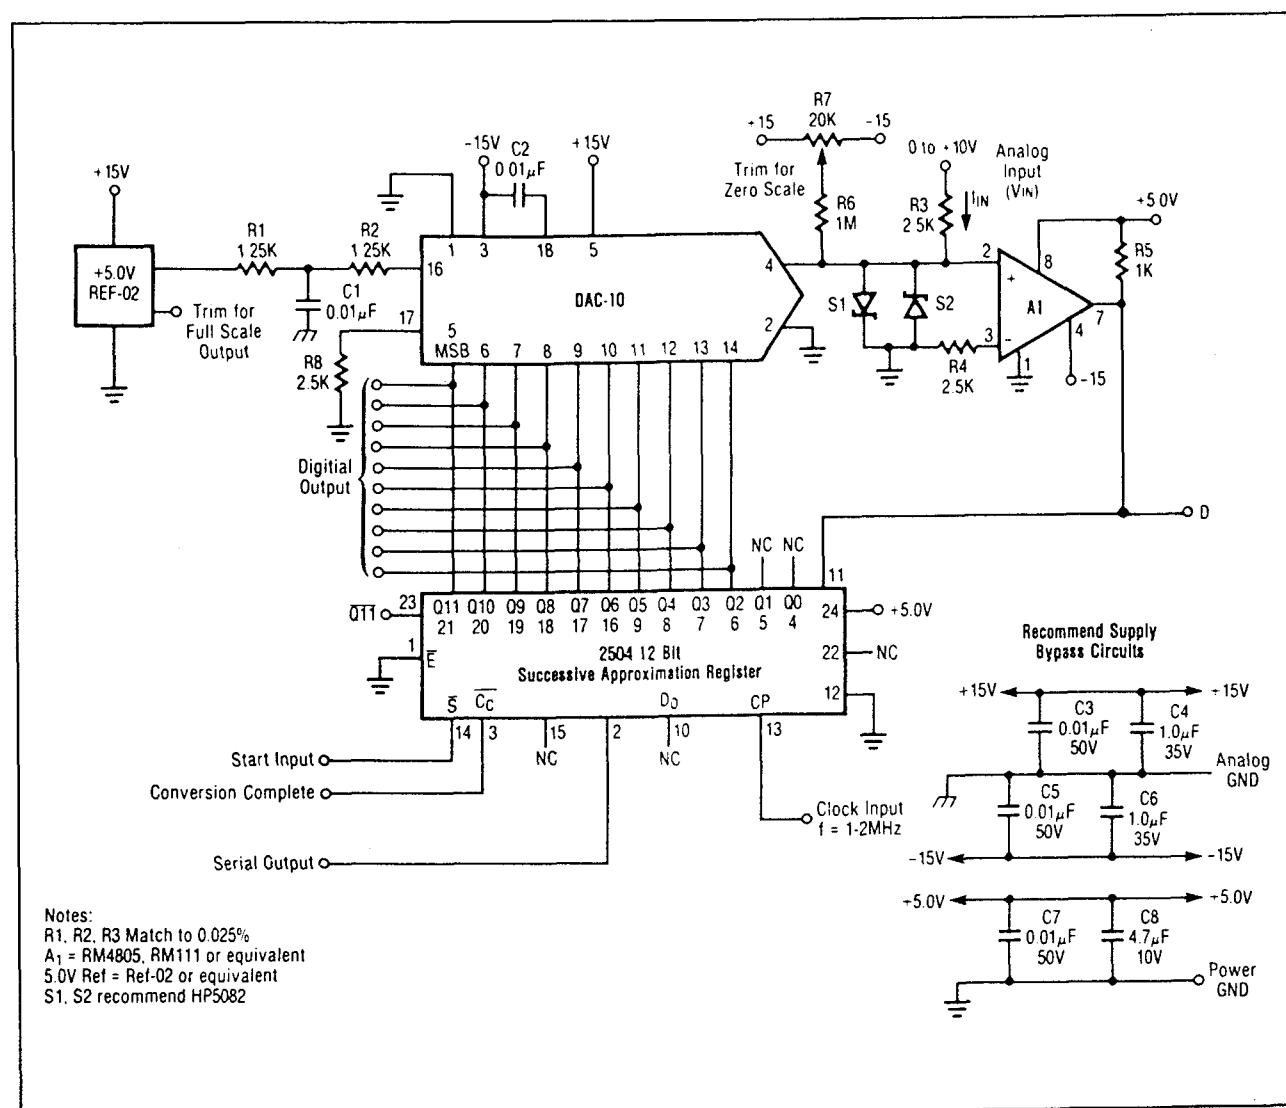 +15V
+5.0V
REF-02
Trim for
Full Scale
Output
R1
1.25K
R2
1.25K
C1
0.01µF
16
17
R8
2.5K
-15V
C2
0.01µF
+15V
1
3
18
5
DAC-10
4
2
5
MSB
6
7
8
9
10
11
12
13
14
+15
R7
20K
-15
Trim for
Zero Scale
R6
1M
0 to +10V
R3
2.5K
IIN
Analog
Input
(VIN)
+5.0V
R5
1K
S1
S2
2
+
8
A1
7
3
-
4
1
R4
2.5K
-15
Digitial
Output
D
NC
NC
11
Q11
23
Q11
Q10
Q9
Q8
Q7
Q6
Q5
Q4
Q3
Q2
Q1
Q0
21
20
19
18
17
16
9
8
7
6
5
4
24
+5.0V
1
E
2504 12 Bit
Successive Approximation Register
22
NC
12
S
CC
DO
CP
14
3
15
2
10
13
NC
NC
Start Input
Conversion Complete
Serial Output
Clock Input
f = 1-2MHz
Recommend Supply
Bypass Circuits
+15V
+15V
C3
0.01µF
50V
C4
1.0µF
35V
Analog
GND
C5
0.01µF
50V
C6
1.0µF
35V
-15V
-15V
+5.0V
+5.0V
C7
0.01µF
50V
C8
4.7µF
10V
Power
GND
Notes:
R1, R2, R3 Match to 0.025%
A1 = RM4805, RM111 or equivalent
5.0V Ref = Ref-02 or equivalent
S1, S2 recommend HP5082